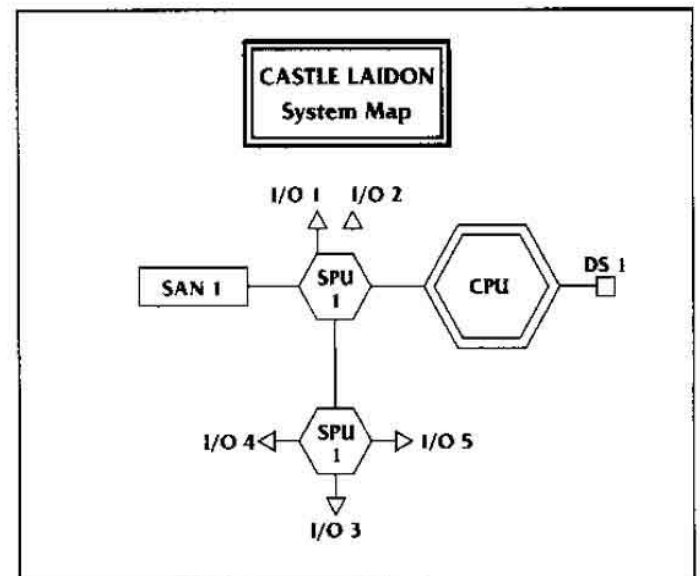 CASTLE LAIDON
System Map
I/O 1
I/O 2
SAN 1
SPU
1
CPU
DS 1
I/O 4
SPU
1
I/O 5
I/O 3